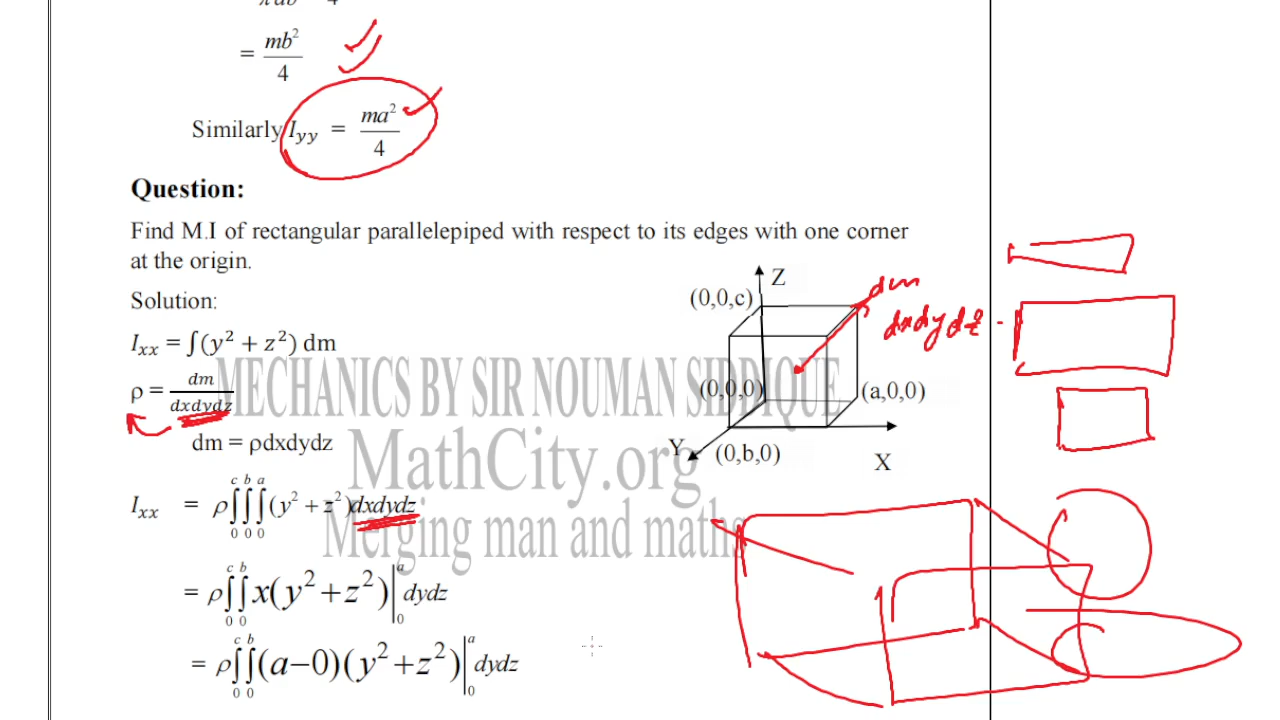 = mb²/4
Similarly I_yy = ma²/4
Question:
Find M.I of rectangular parallelepiped with respect to its edges with one corner
at the origin.
Solution:
I_xx = ∫(y² + z²) dm
ρ = dm/dxdydz
dm = ρdxdydz
I_xx = ρ∫₀^c ∫₀^b ∫₀^a (y² + z²)dxdydz
= ρ∫₀^c ∫₀^b x(y²+z²)|₀^a dydz
= ρ∫₀^c ∫₀^b (a−0)(y²+z²)|₀^a dydz
Z
(0,0,c)
dm
dxdydz
(0,0,0)
(a,0,0)
Y
(0,b,0)
X
MECHANICS BY SIR NOUMAN SIDDIQUE
MathCity.org
Merging man and maths